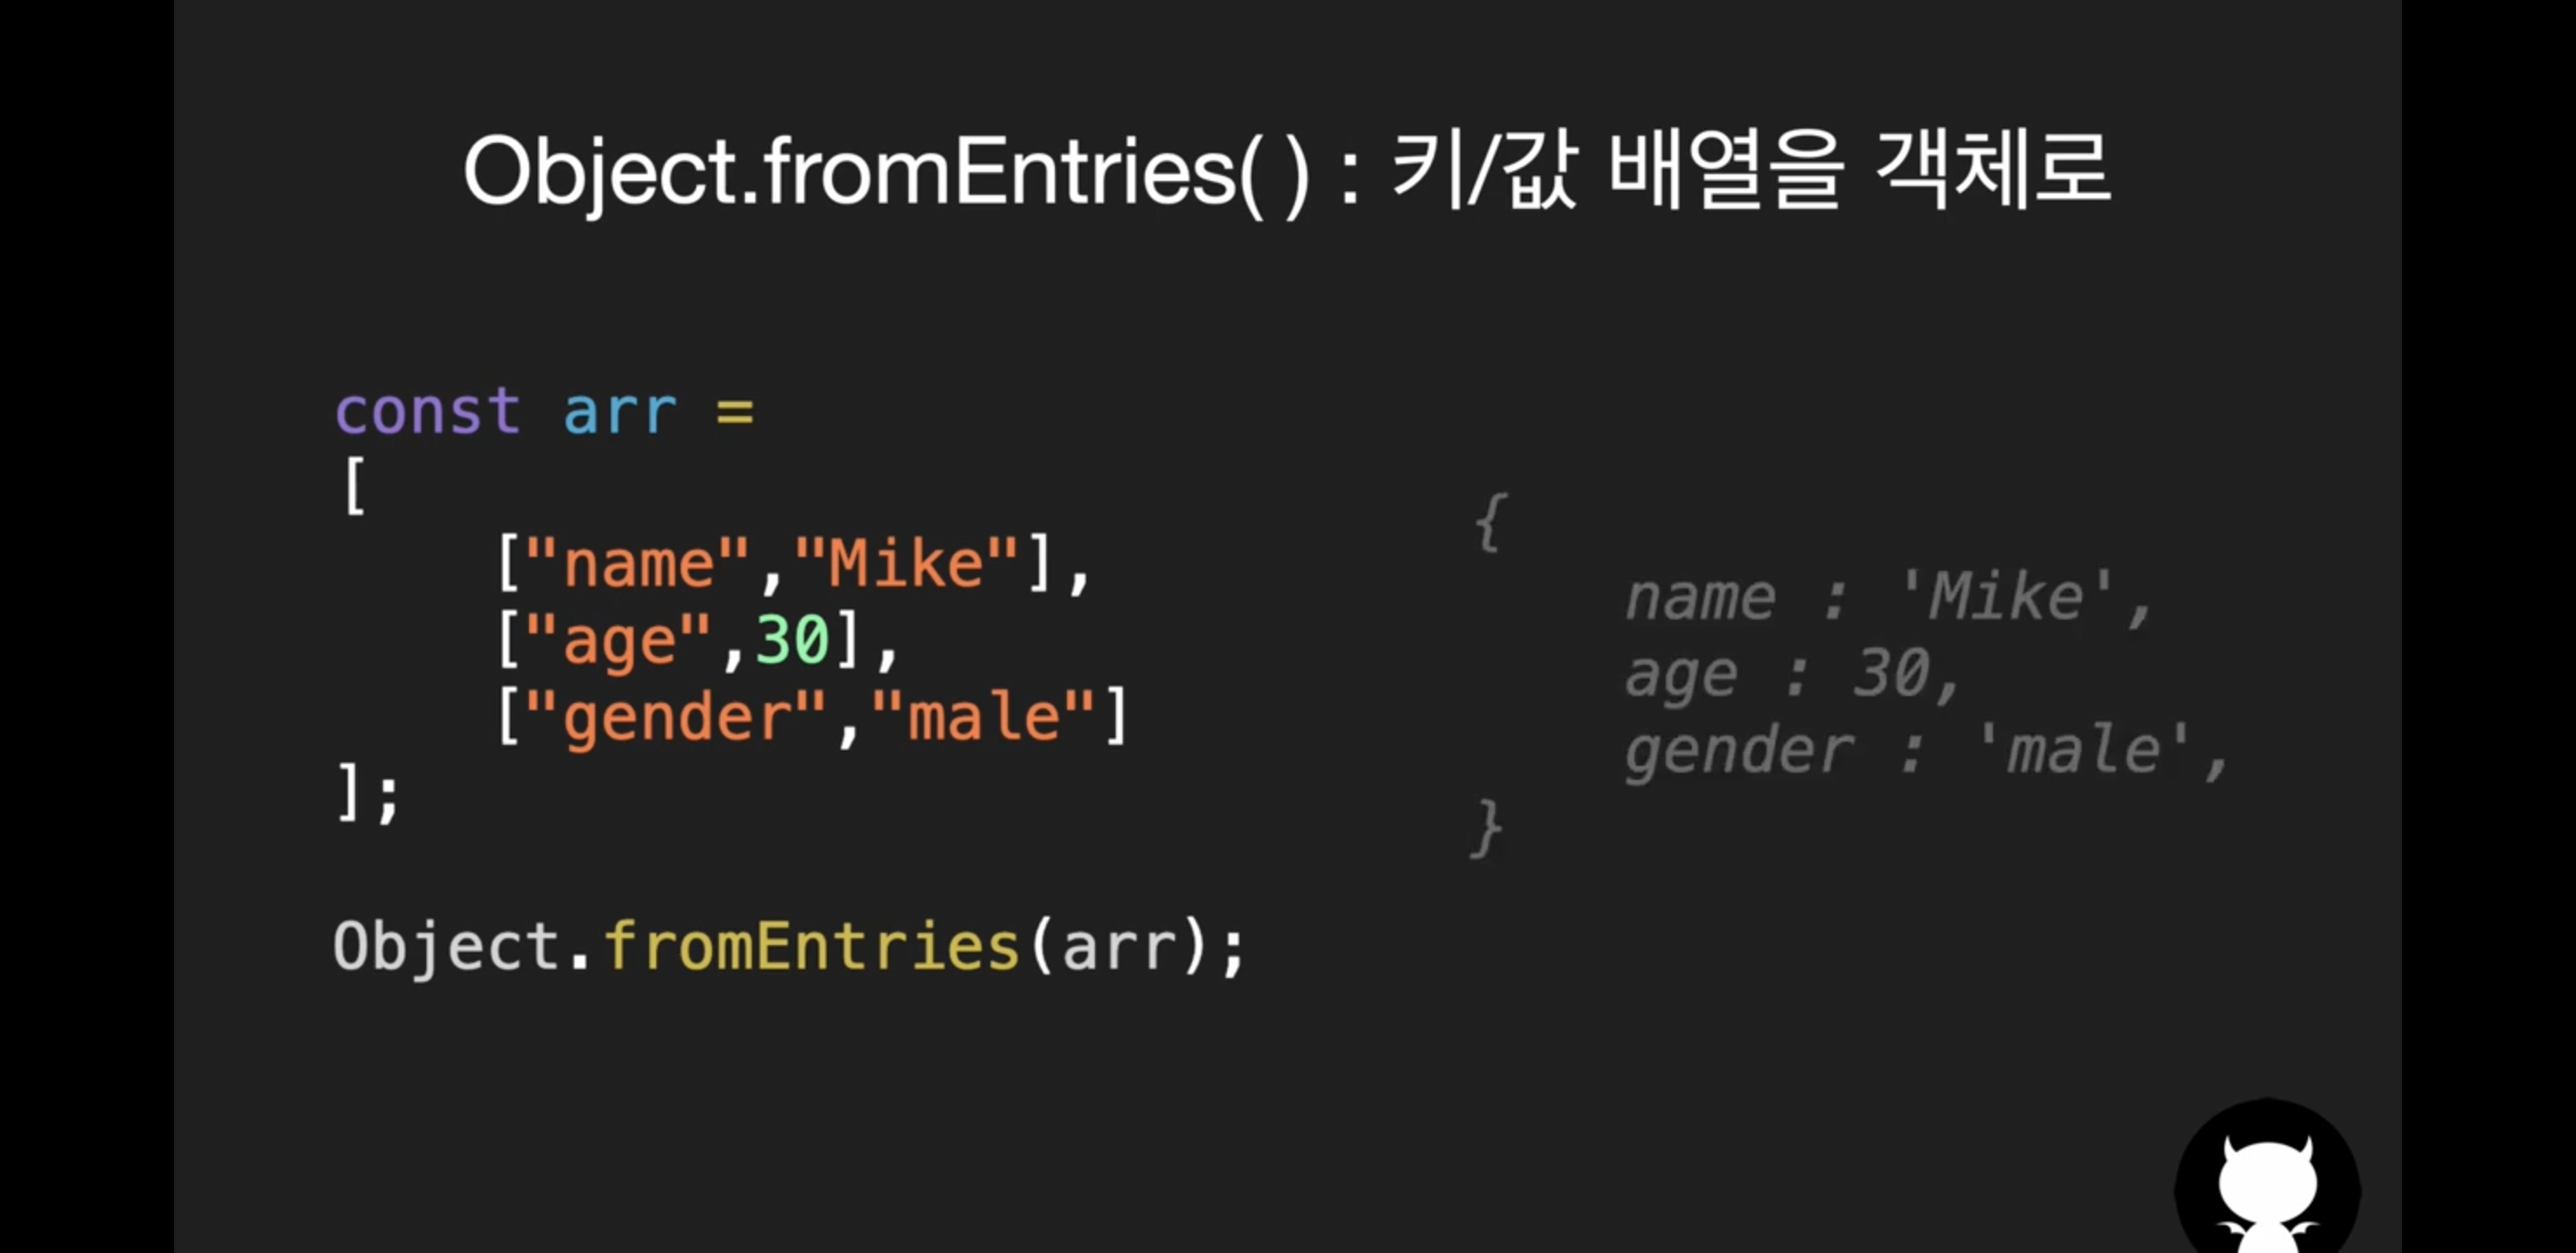 Object.fromEntries( ) : 키/값 배열을 객체로
const arr =
[
["name","Mike"],
["age",30],
["gender","male"]
];
Object.fromEntries(arr);
{
name : 'Mike',
age : 30,
gender : 'male',
}